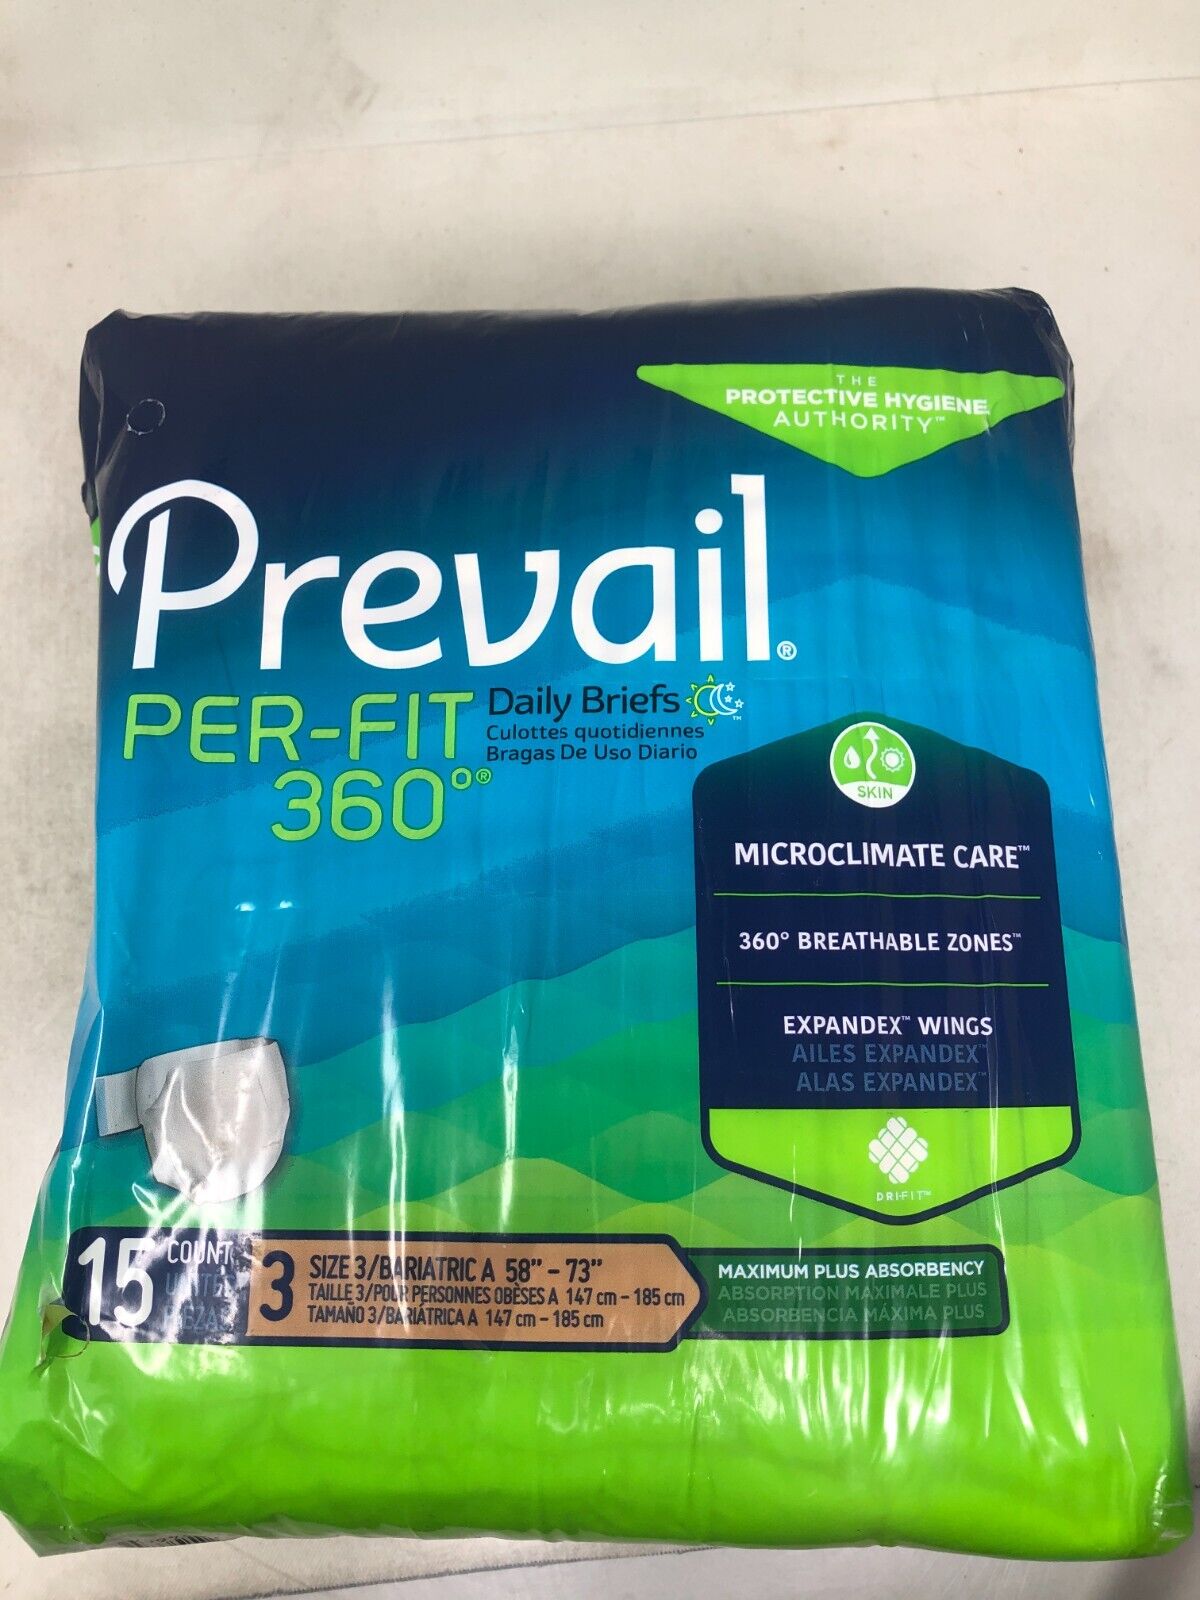 THE
PROTECTIVE HYGIENE
AUTHORITY™
Prevail®
PER-FIT
360°®
Daily Briefs
™
Culottes quotidiennes
Bragas De Uso Diario
SKIN
MICROCLIMATE CARE™
360° BREATHABLE ZONES™
EXPANDEX™ WINGS
AILES EXPANDEX™
ALAS EXPANDEX™
DRI-FIT™
15
COUNT
UNITÉS
PIEZAS
3
SIZE 3/BARIATRIC A 58” – 73”
TAILLE 3/POUR PERSONNES OBÈSES A 147 cm – 185 cm
TAMAÑO 3/BARIÁTRICA A 147 cm – 185 cm
MAXIMUM PLUS ABSORBENCY
ABSORPTION MAXIMALE PLUS
ABSORBENCIA MÁXIMA PLUS